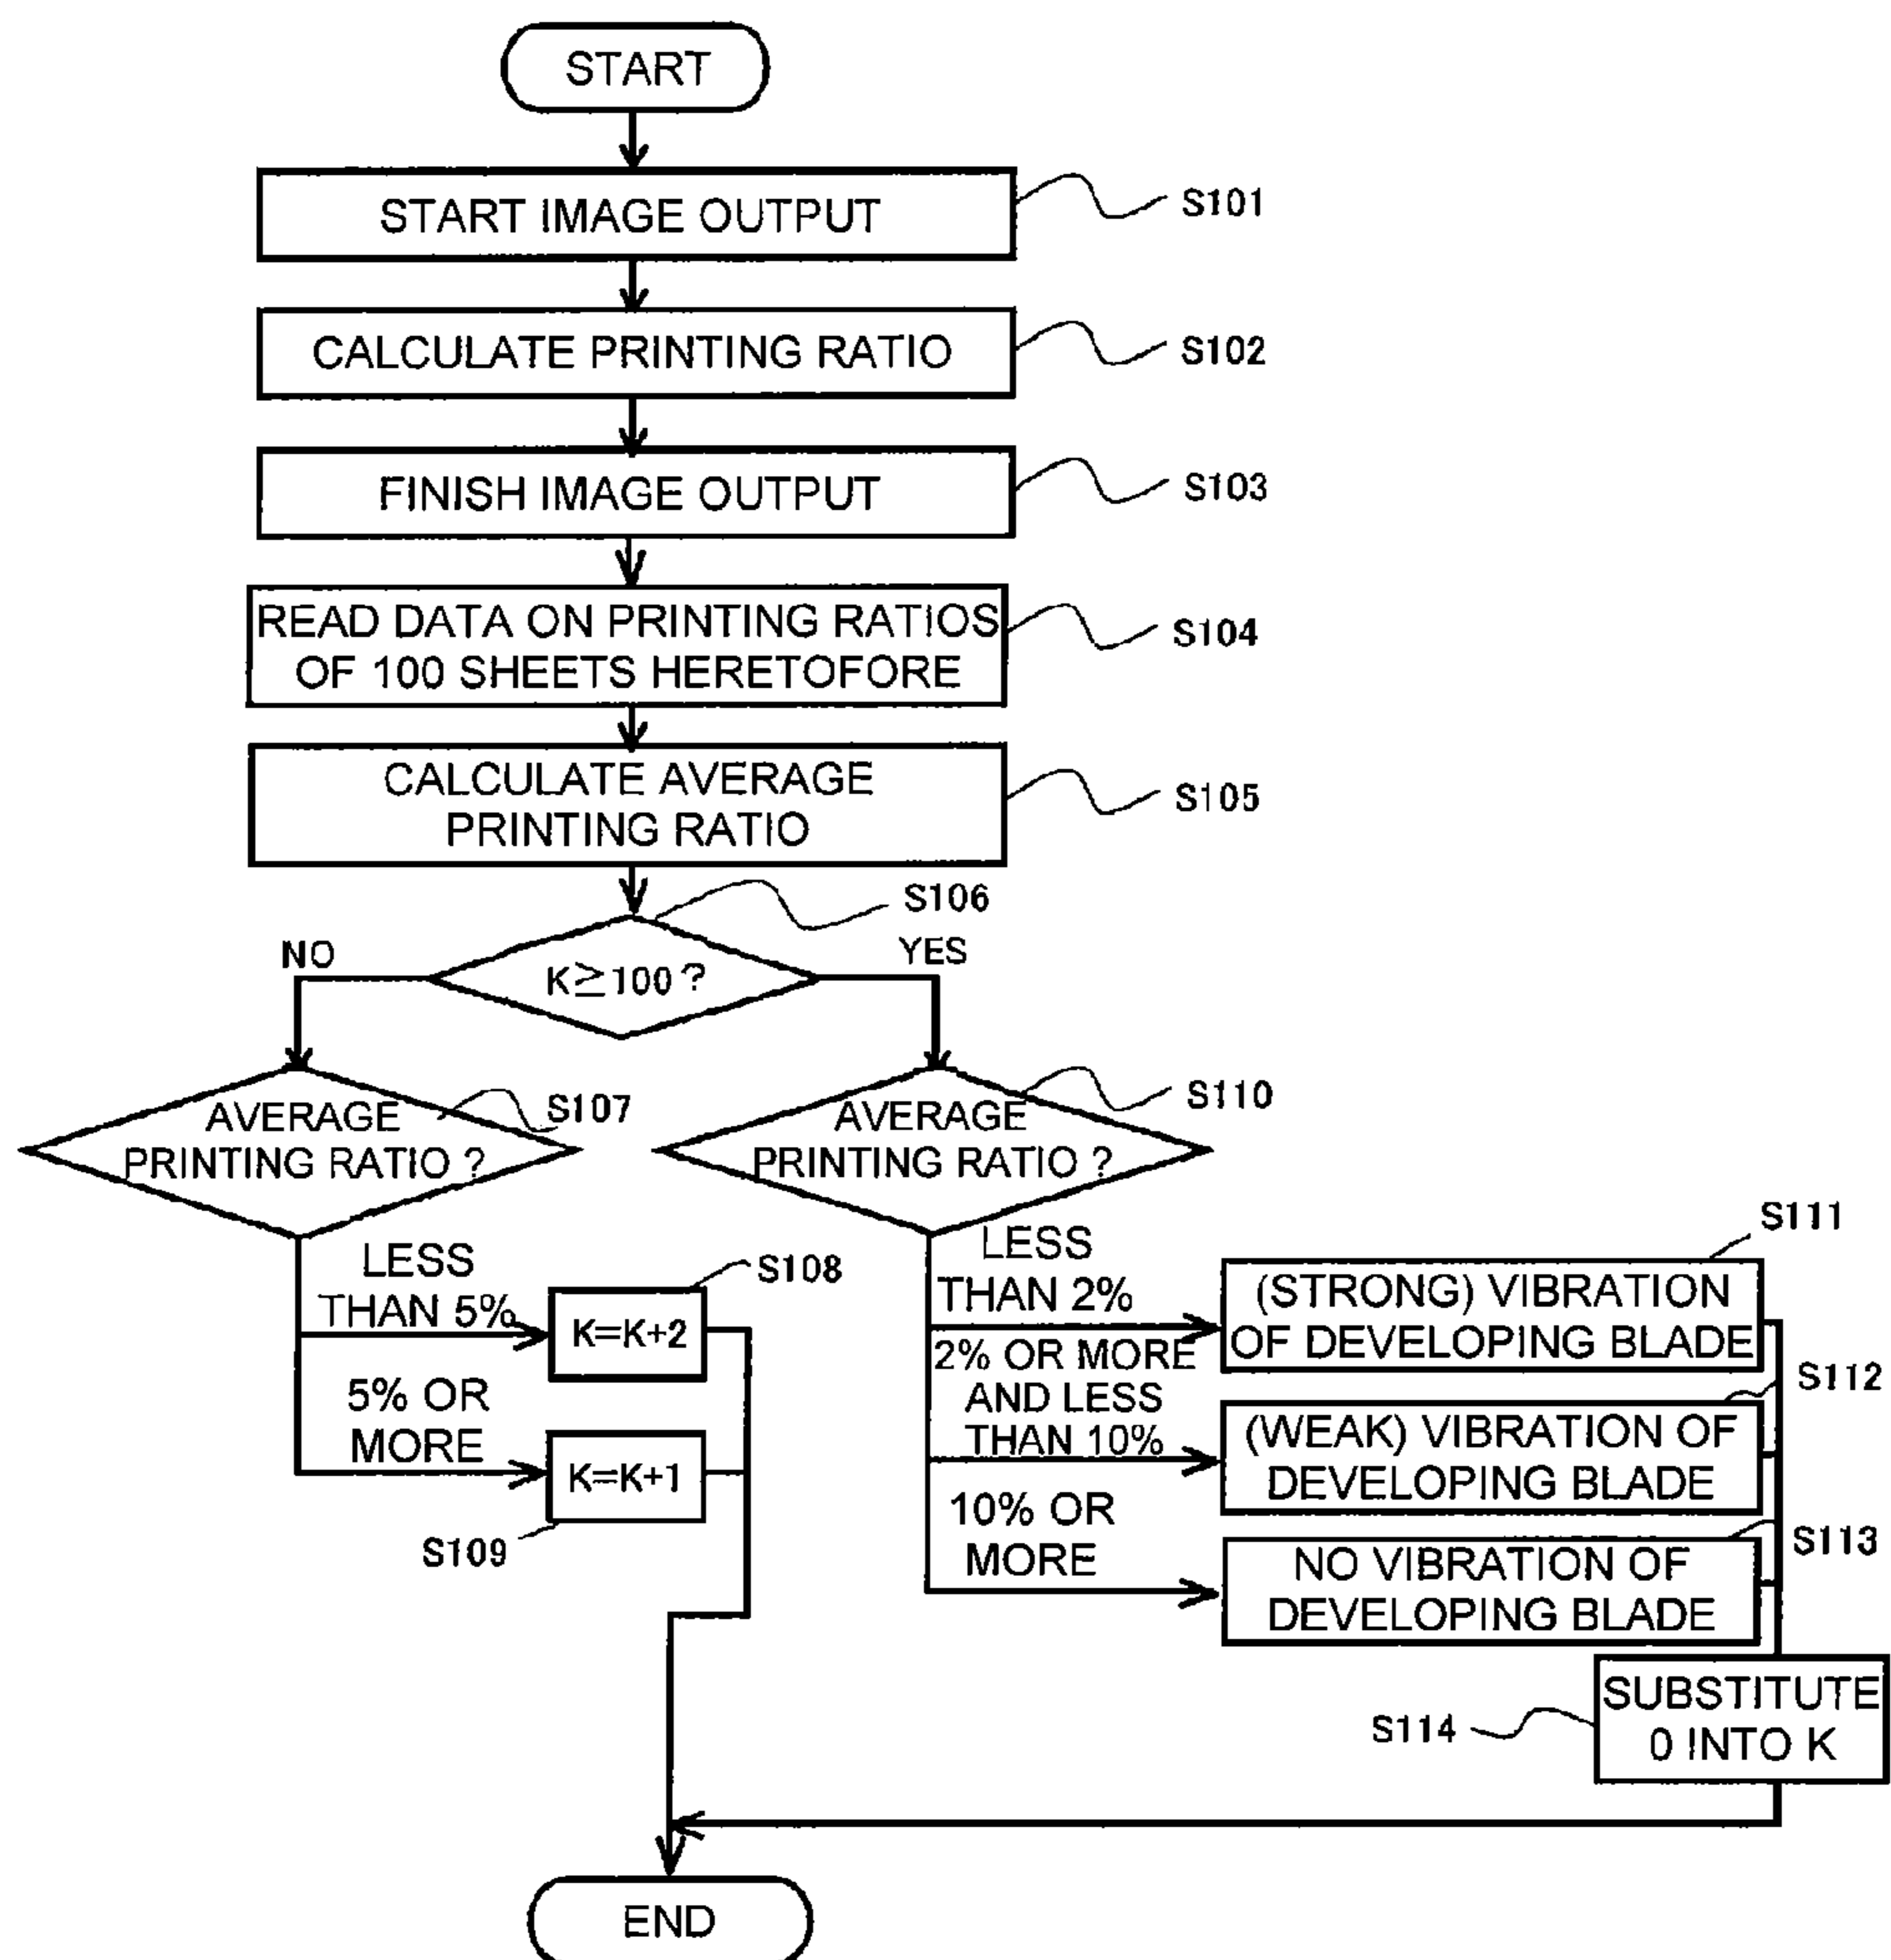 START
START IMAGE OUTPUT
S101
CALCULATE PRINTING RATIO
S102
FINISH IMAGE OUTPUT
S103
READ DATA ON PRINTING RATIOS
OF 100 SHEETS HERETOFORE
S104
CALCULATE AVERAGE
PRINTING RATIO
S105
S106
NO
YES
K≧100?
AVERAGE
PRINTING RATIO ?
S107
AVERAGE
PRINTING RATIO ?
S110
LESS
THAN 5%
S108
K=K+2
5% OR
MORE
K=K+1
S109
LESS
THAN 2%
S111
(STRONG) VIBRATION
OF DEVELOPING BLADE
2% OR MORE
AND LESS
THAN 10%
S112
(WEAK) VIBRATION OF
DEVELOPING BLADE
10% OR
MORE
S113
NO VIBRATION OF
DEVELOPING BLADE
SUBSTITUTE
0 INTO K
S114
END